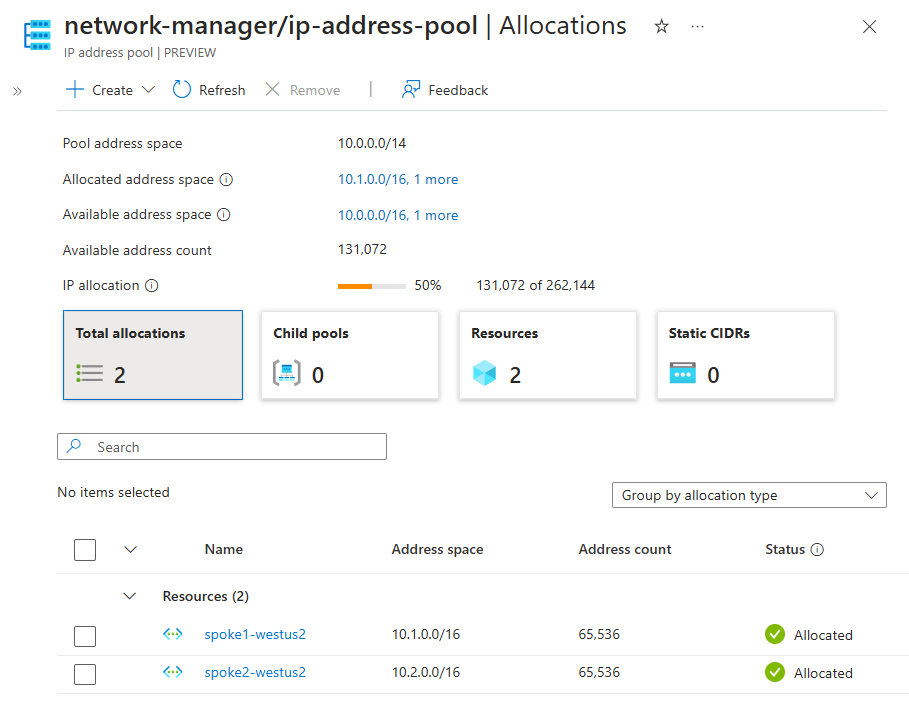 network-manager/ip-address-pool | Allocations ...
IP address pool | PREVIEW
Create Refresh Remove | Feedback
Pool address space 10.0.0.0/14
Allocated address space 10.1.0.0/16, 1 more
Available address space 10.0.0.0/16, 1 more
Available address count 131,072
IP allocation 50% 131,072 of 262,144
Total allocations Child pools Resources Static CIDRs
2 0 2 0
Search
No items selected
Group by allocation type
Name Address space Address count Status
Resources (2)
spoke1-westus2 10.1.0.0/16 65,536 Allocated
spoke2-westus2 10.2.0.0/16 65,536 Allocated